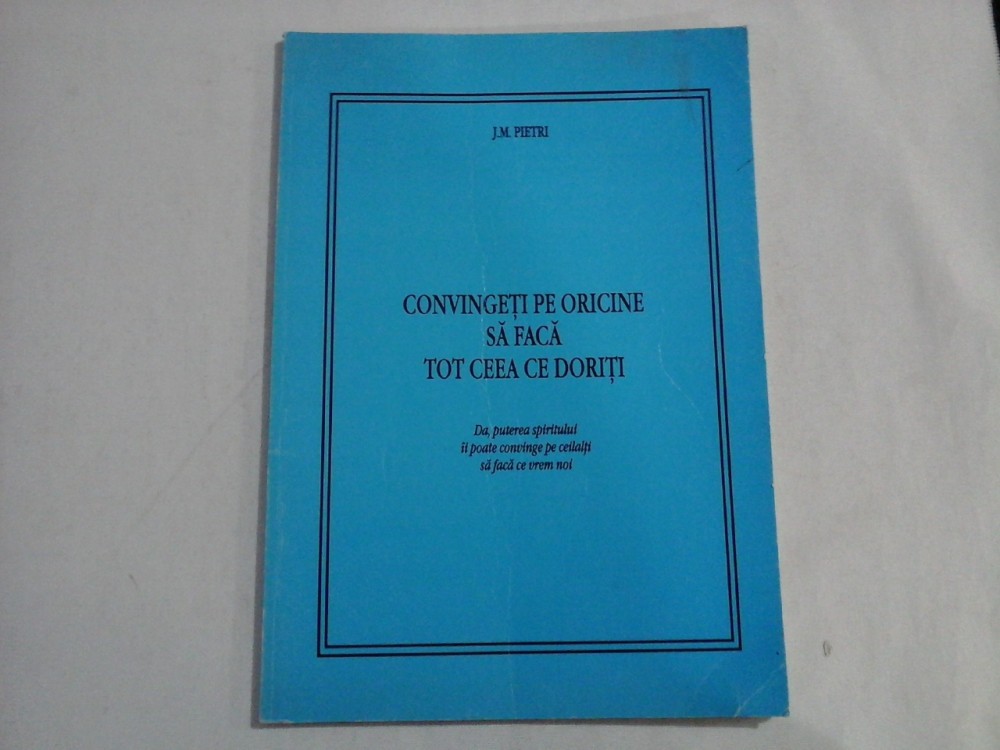 J.M. PIETRI
CONVINGEȚI PE ORICINE
SĂ FACĂ
TOT CEEA CE DORIȚI
Da, puterea spiritului
îi poate convinge pe ceilalți
să facă ce vrem noi